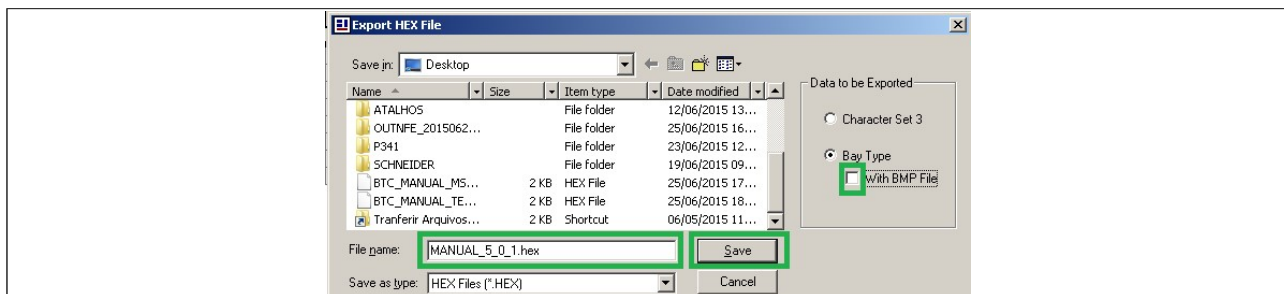 Export HEX File
Save in: Desktop
Name Size Item type Date modified
ATALHOS File folder 12/06/2015 13...
OUTNFE_2015062... File folder 25/06/2015 16...
P341 File folder 23/06/2015 12...
SCHNEIDER File folder 19/06/2015 09...
BTC_MANUAL_MS... 2 KB HEX File 25/06/2015 17...
BTC_MANUAL_TE... 2 KB HEX File 25/06/2015 18...
Tranferir Arquivos... 2 KB Shortcut 06/05/2015 11...
File name: MANUAL_5_0_1.hex Save
Save as type: HEX Files (*.HEX) Cancel
Data to be Exported
Character Set 3
Bay Type
With BMP File